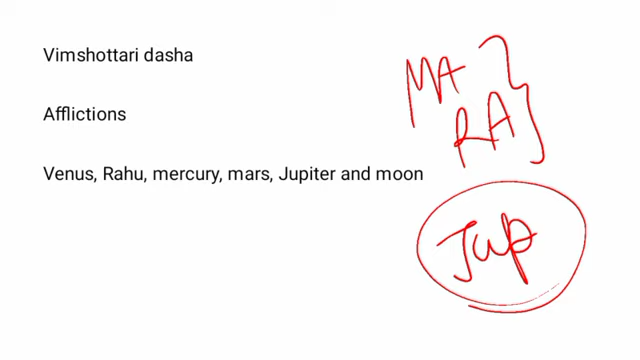 Vimshottari dasha
MA
RA
Afflictions
Venus, Rahu, mercury, mars, Jupiter and moon
Jup